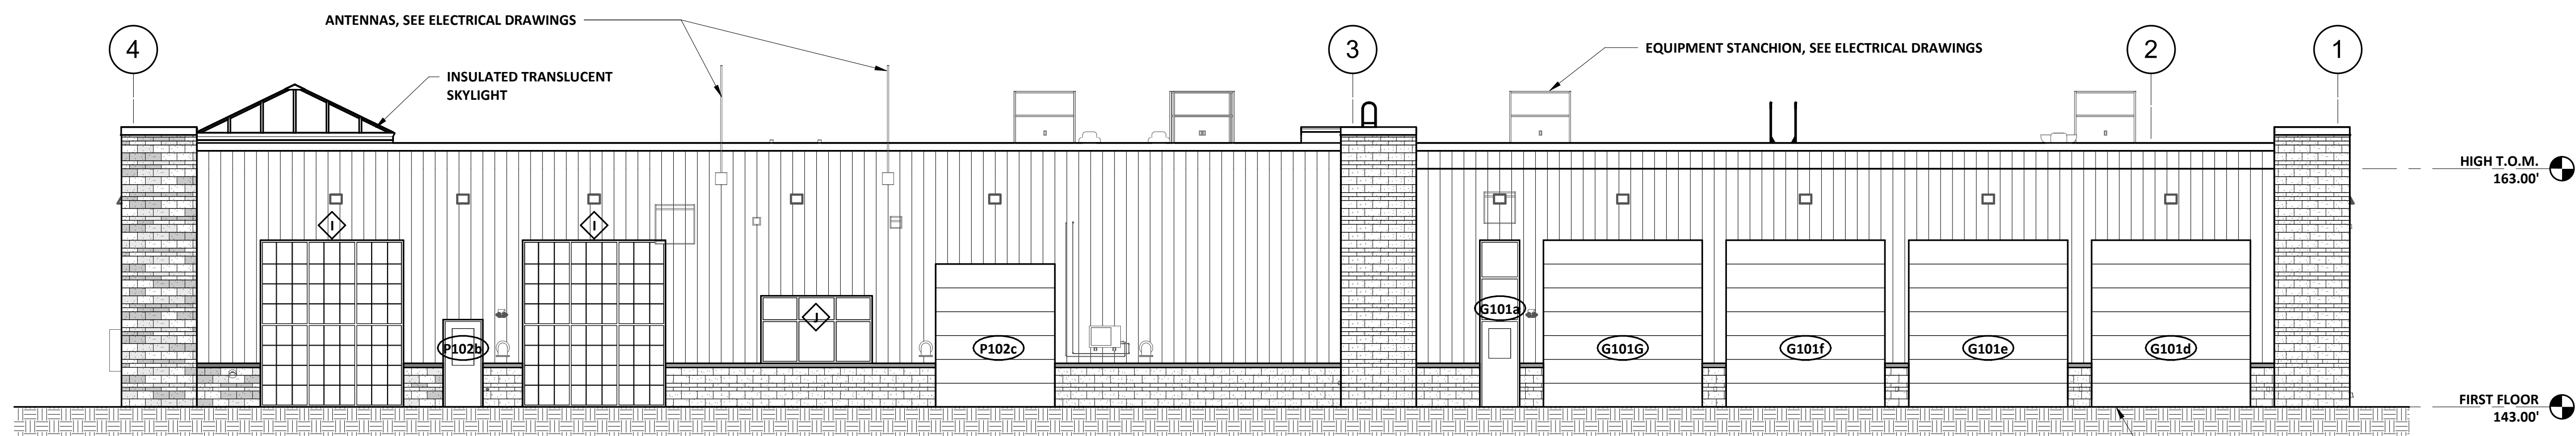 ANTENNAS, SEE ELECTRICAL DRAWINGS
4
3
EQUIPMENT STANCHION, SEE ELECTRICAL DRAWINGS
2
1
INSULATED TRANSLUCENT
SKYLIGHT
HIGH T.O.M.
163.00'
I
I
G101a
J
P102b
P102c
G101G
G101f
G101e
G101d
FIRST FLOOR
143.00'